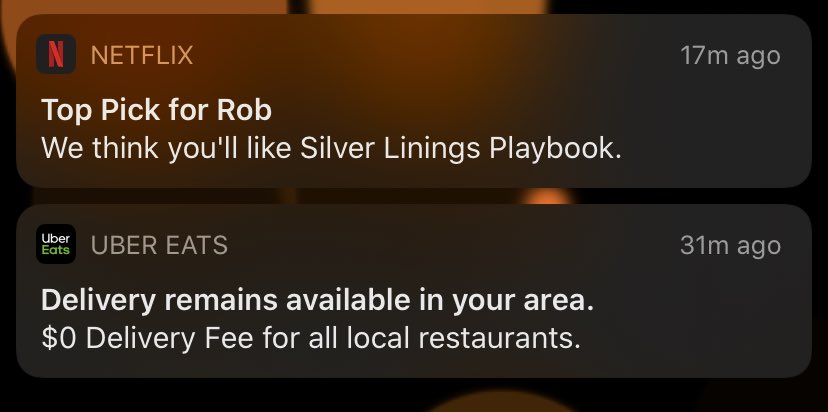 NETFLIX 17m ago
Top Pick for Rob
We think you'll like Silver Linings Playbook.
Uber
Eats
UBER EATS 31m ago
Delivery remains available in your area.
$0 Delivery Fee for all local restaurants.